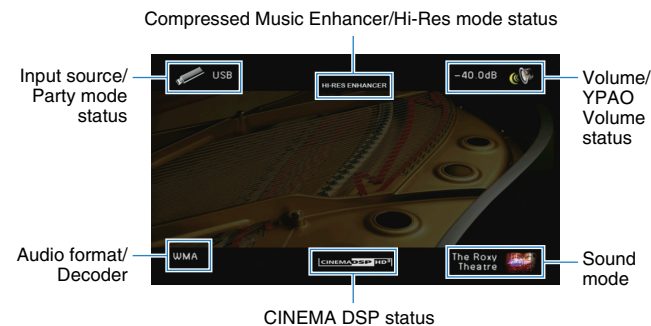 Compressed Music Enhancer/Hi-Res mode status
Input source/
Party mode
status
USB
HI-RES ENHANCER
-40.0dB
Volume/
YPAO
Volume
status
Audio format/
Decoder
WMA
CINEMA DSP HD³
The Roxy
Theatre
Sound
mode
CINEMA DSP status